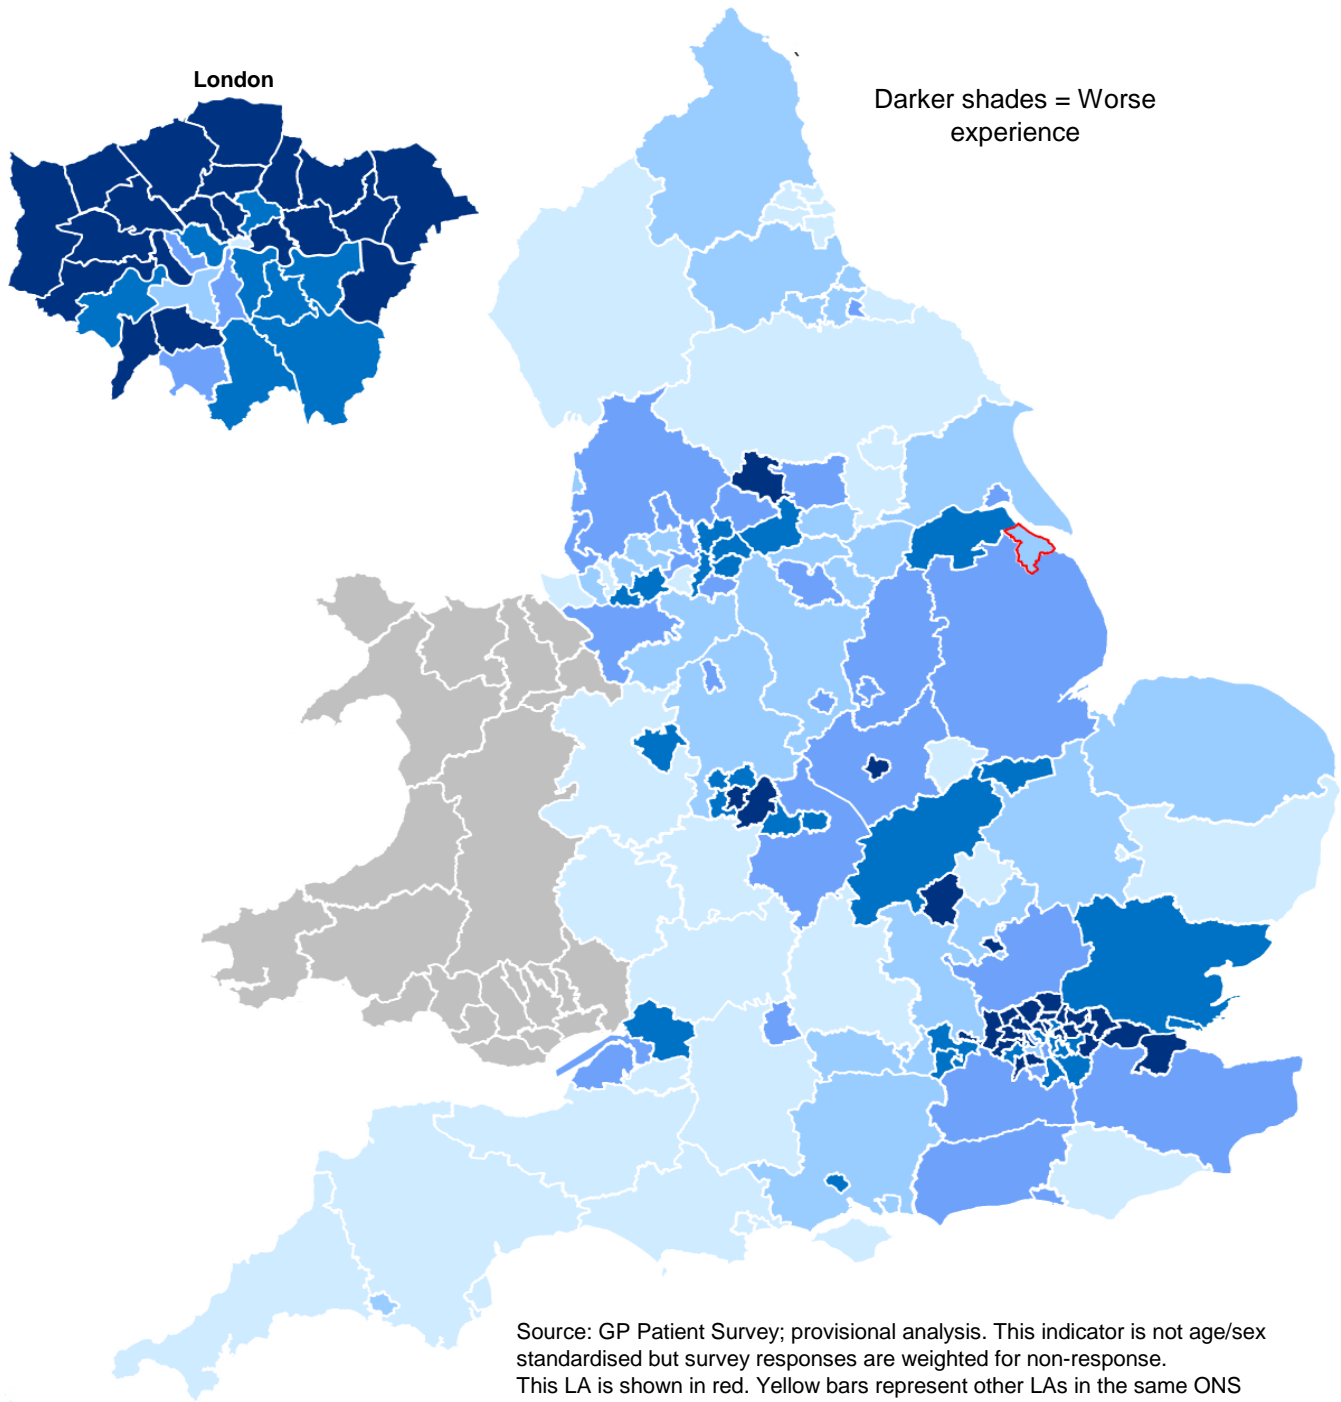 London
Darker shades = Worse
experience
Source: GP Patient Survey; provisional analysis. This indicator is not age/sex
standardised but survey responses are weighted for non-response.
This LA is shown in red. Yellow bars represent other LAs in the same ONS